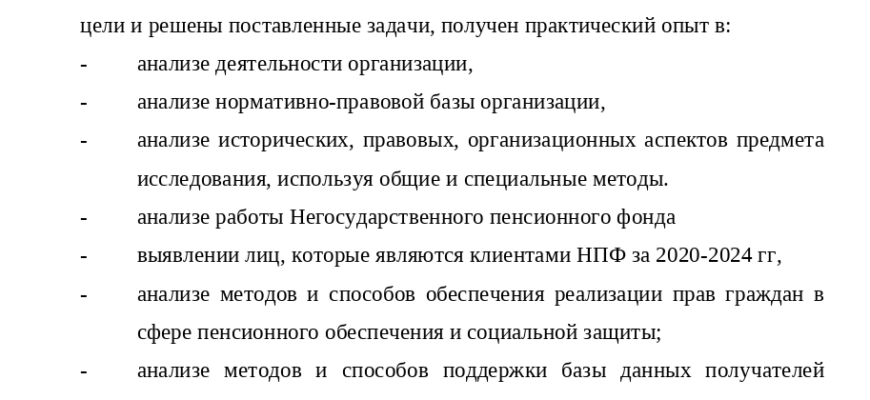 цели и решены поставленные задачи, получен практический опыт в:
- анализе деятельности организации,
- анализе нормативно-правовой базы организации,
- анализе исторических, правовых, организационных аспектов предмета
исследования, используя общие и специальные методы.
- анализе работы Негосударственного пенсионного фонда
- выявлении лиц, которые являются клиентами НПФ за 2020-2024 гг,
- анализе методов и способов обеспечения реализации прав граждан в
сфере пенсионного обеспечения и социальной защиты;
- анализе методов и способов поддержки базы данных получателей